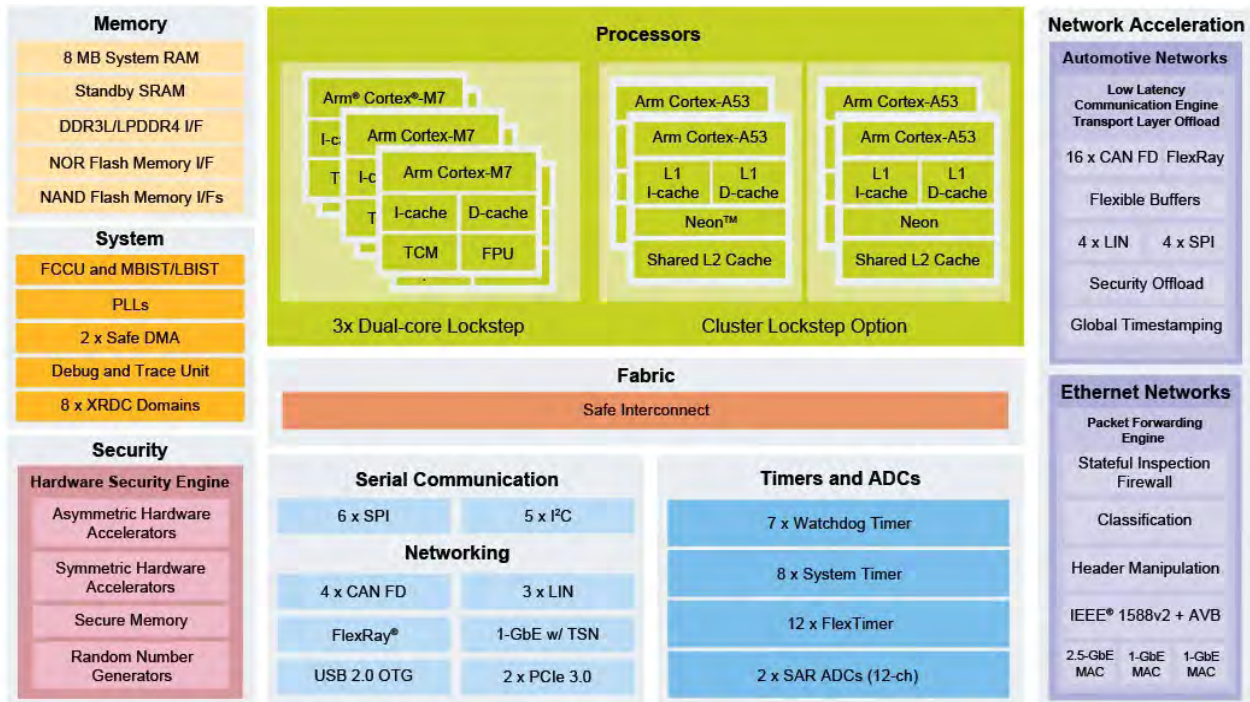 Memory
8 MB System RAM
Standby SRAM
DDR3L/LPDDR4 I/F
NOR Flash Memory I/F
NAND Flash Memory I/Fs
System
FCCU and MBIST/LBIST
PLLs
2 x Safe DMA
Debug and Trace Unit
8 x XRDC Domains
Security
Hardware Security Engine
Asymmetric Hardware
Accelerators
Symmetric Hardware
Accelerators
Secure Memory
Random Number
Generators
Processors
Arm® Cortex®-M7
I-ca
T
Arm Cortex-M7
I-c
T
Arm Cortex-M7
I-cache D-cache
TCM FPU
3x Dual-core Lockstep
Arm Cortex-A53
Arm Cortex-A53
L1
I-cache
L1
D-cache
Neon™
Shared L2 Cache
Arm Cortex-A53
Arm Cortex-A53
L1
I-cache
L1
D-cache
Neon
Shared L2 Cache
Cluster Lockstep Option
Fabric
Safe Interconnect
Serial Communication
6 x SPI 5 x I²C
Networking
4 x CAN FD 3 x LIN
FlexRay® 1-GbE w/ TSN
USB 2.0 OTG 2 x PCIe 3.0
Timers and ADCs
7 x Watchdog Timer
8 x System Timer
12 x FlexTimer
2 x SAR ADCs (12-ch)
Network Acceleration
Automotive Networks
Low Latency
Communication Engine
Transport Layer Offload
16 x CAN FD FlexRay
Flexible Buffers
4 x LIN 4 x SPI
Security Offload
Global Timestamping
Ethernet Networks
Packet Forwarding
Engine
Stateful Inspection
Firewall
Classification
Header Manipulation
IEEE® 1588v2 + AVB
2.5-GbE
MAC
1-GbE
MAC
1-GbE
MAC